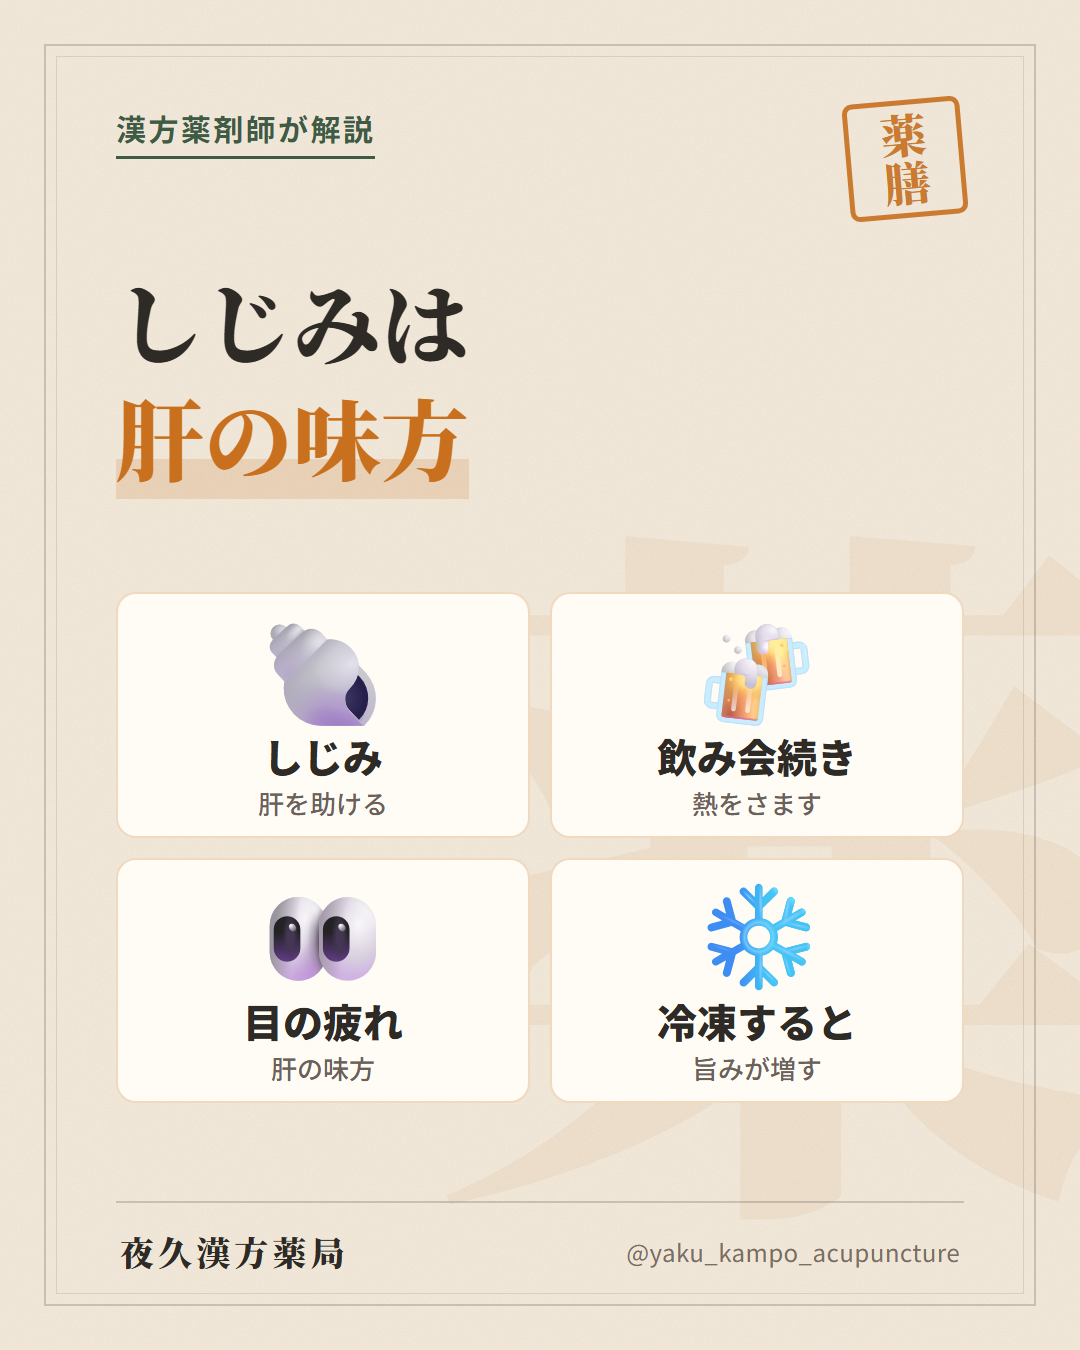 漢方薬剤師が解説
薬膳
しじみは
肝の味方
しじみ
肝を助ける
飲み会続き
熱をさます
目の疲れ
肝の味方
冷凍すると
旨みが増す
夜久漢方薬局
@yaku_kampo_acupuncture